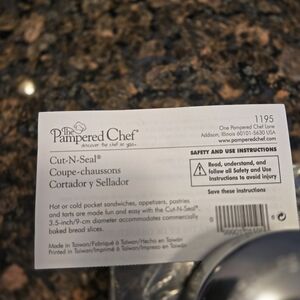 The
Pampered Chef®
discover the chef in you.
1195
One Pampered Chef Lane
Addison, Illinois 60101-5630 USA
www.pamperedchef.com
Cut-N-Seal®
Coupe-chaussons
Cortador y Sellador
Hot or cold pocket sandwiches, appetizers, pastries
and tarts are made fun and easy with the Cut-N-Seal®.
3.5-inch/9-cm diameter accommodates commercially
baked bread slices.
Made in Taiwan/Fabriqué à Taiwan/Hecho en Taiwán
Printed in Taiwan/Imprimé à Taiwan/Impreso en Taiwán
SAFETY AND USE INSTRUCTIONS
Read, understand, and
follow all Safety and Use
Instructions to avoid injury
Save these instructions